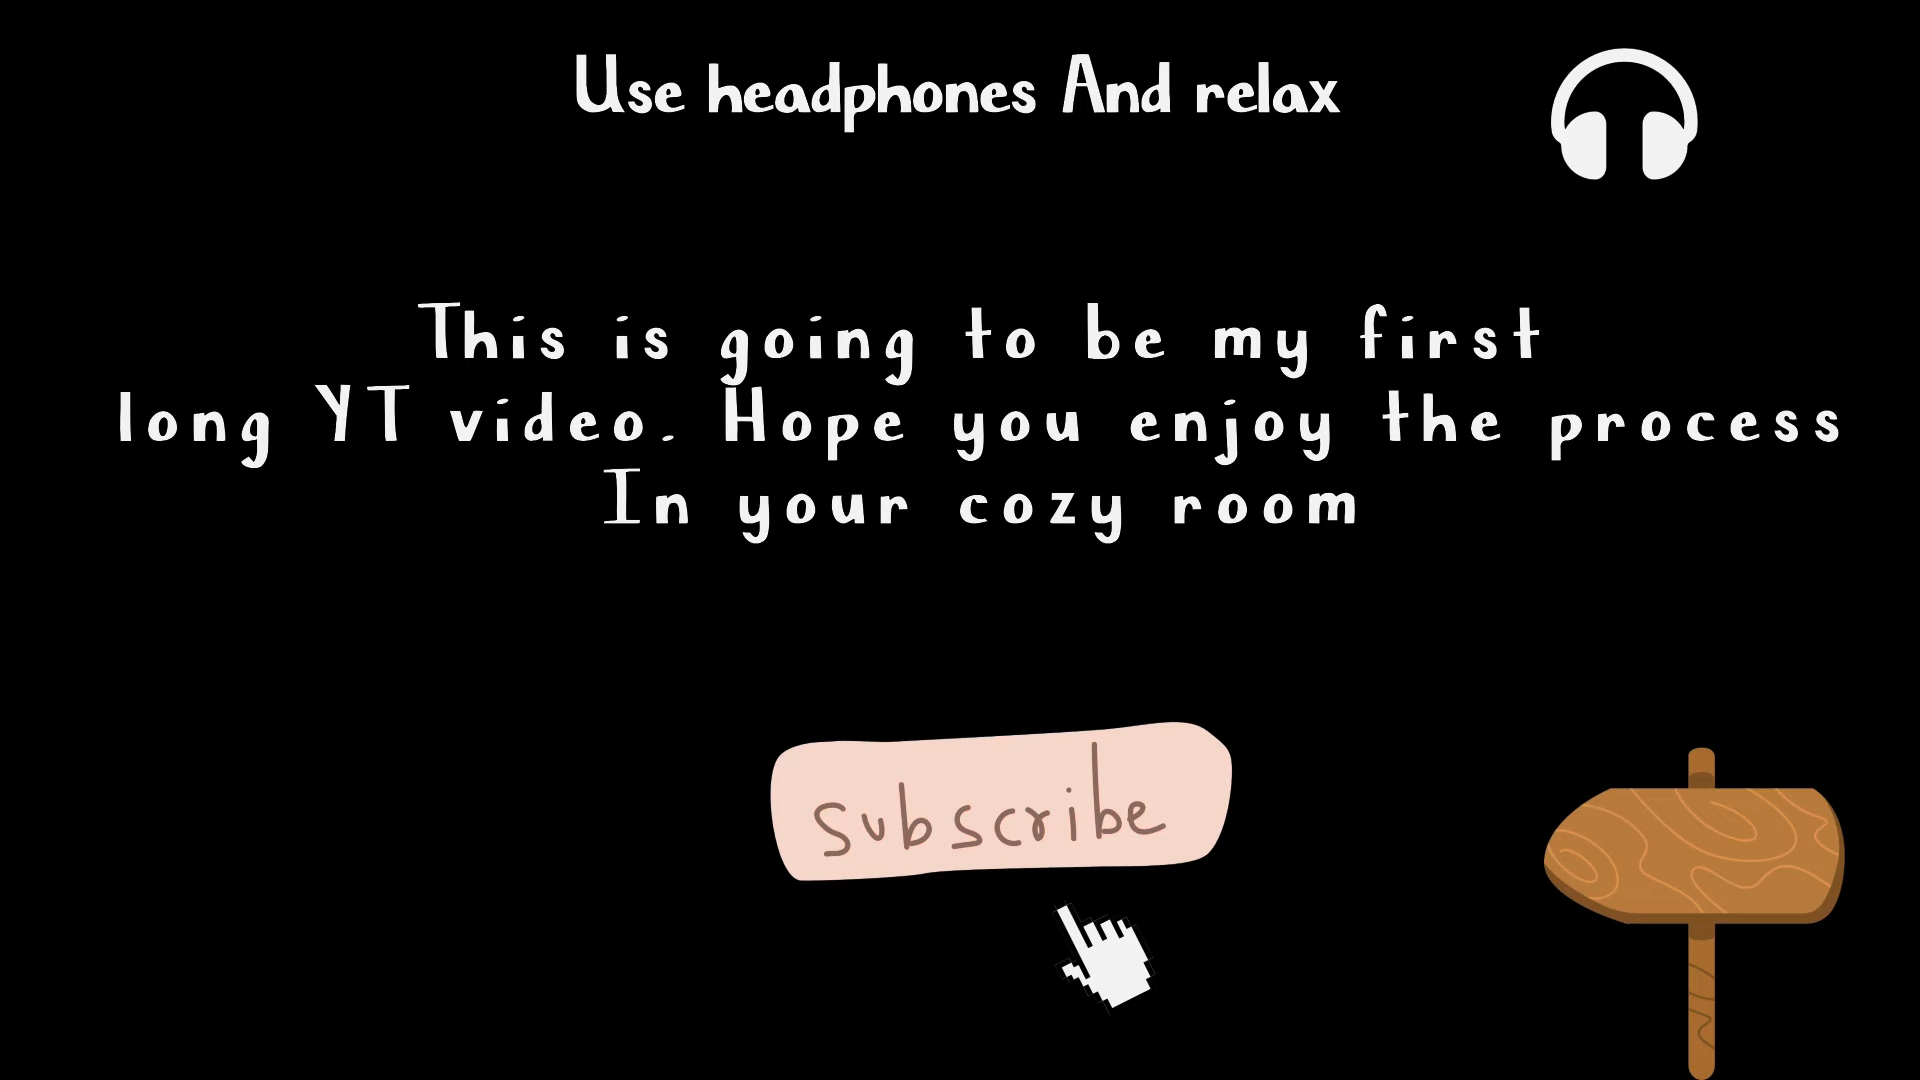 Use headphones And relax
This is going to be my first
long YT video. Hope you enjoy the process
In your cozy room
subscribe